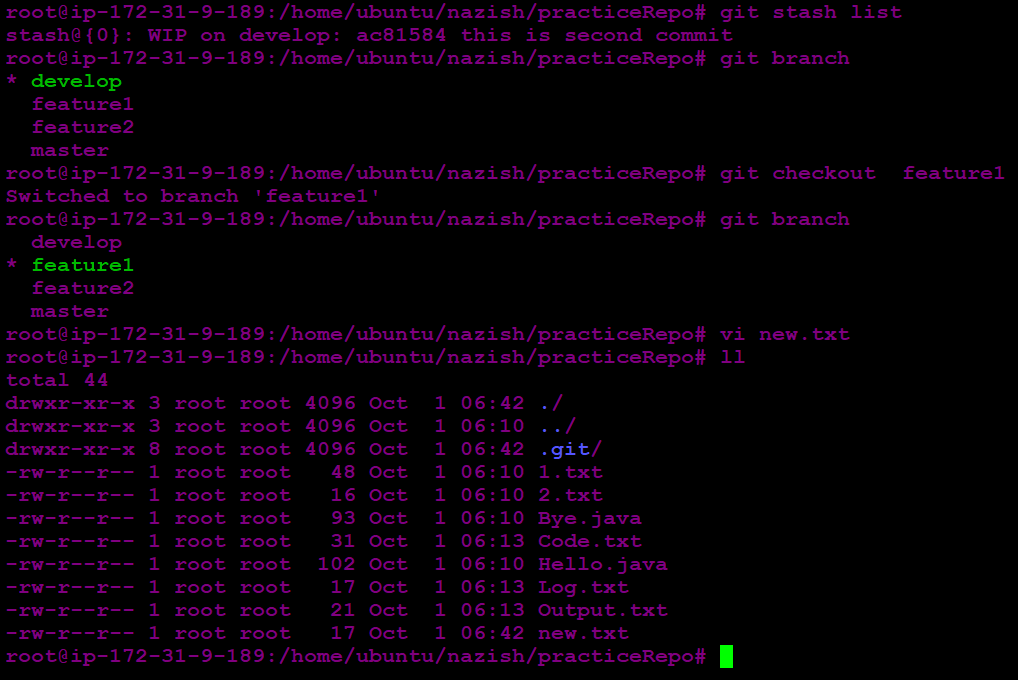 root@ip-172-31-9-189:/home/ubuntu/nazish/practiceRepo# git stash list
stash@{0}: WIP on develop: ac81584 this is second commit
root@ip-172-31-9-189:/home/ubuntu/nazish/practiceRepo# git branch
* develop
  feature1
  feature2
  master
root@ip-172-31-9-189:/home/ubuntu/nazish/practiceRepo# git checkout  feature1
Switched to branch 'feature1'
root@ip-172-31-9-189:/home/ubuntu/nazish/practiceRepo# git branch
  develop
* feature1
  feature2
  master
root@ip-172-31-9-189:/home/ubuntu/nazish/practiceRepo# vi new.txt
root@ip-172-31-9-189:/home/ubuntu/nazish/practiceRepo# ll
total 44
drwxr-xr-x 3 root root 4096 Oct  1 06:42 ./
drwxr-xr-x 3 root root 4096 Oct  1 06:10 ../
drwxr-xr-x 8 root root 4096 Oct  1 06:42 .git/
-rw-r--r-- 1 root root   48 Oct  1 06:10 1.txt
-rw-r--r-- 1 root root   16 Oct  1 06:10 2.txt
-rw-r--r-- 1 root root   93 Oct  1 06:10 Bye.java
-rw-r--r-- 1 root root   31 Oct  1 06:13 Code.txt
-rw-r--r-- 1 root root  102 Oct  1 06:10 Hello.java
-rw-r--r-- 1 root root   17 Oct  1 06:13 Log.txt
-rw-r--r-- 1 root root   21 Oct  1 06:13 Output.txt
-rw-r--r-- 1 root root   17 Oct  1 06:42 new.txt
root@ip-172-31-9-189:/home/ubuntu/nazish/practiceRepo#